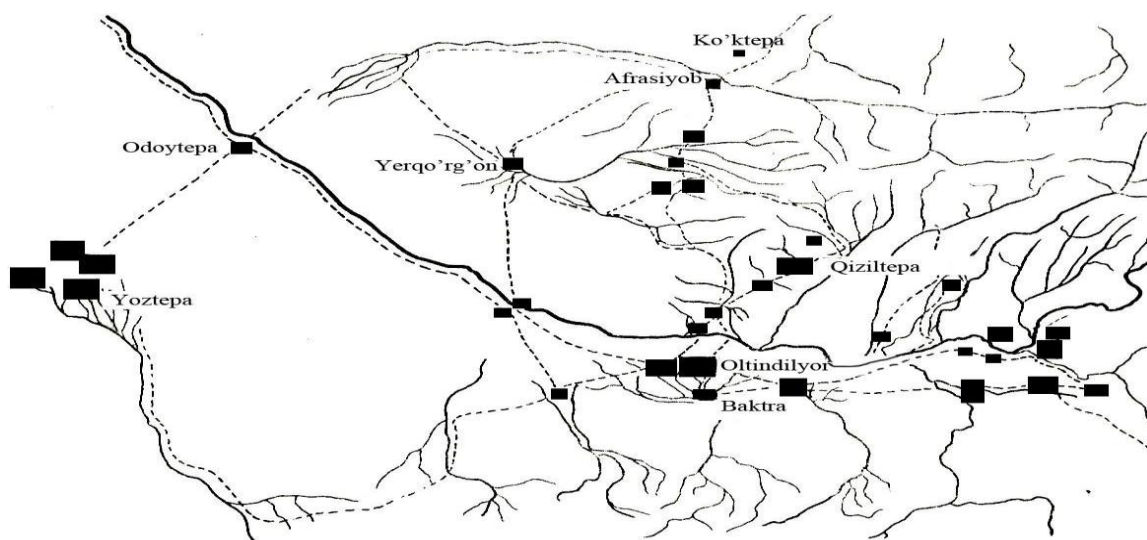 Ko’ktepa
Afrasiyob
Odoytepa
Yerqo’rg’on
Qiziltepa
Yoztepa
Oltindilyor
Baktra